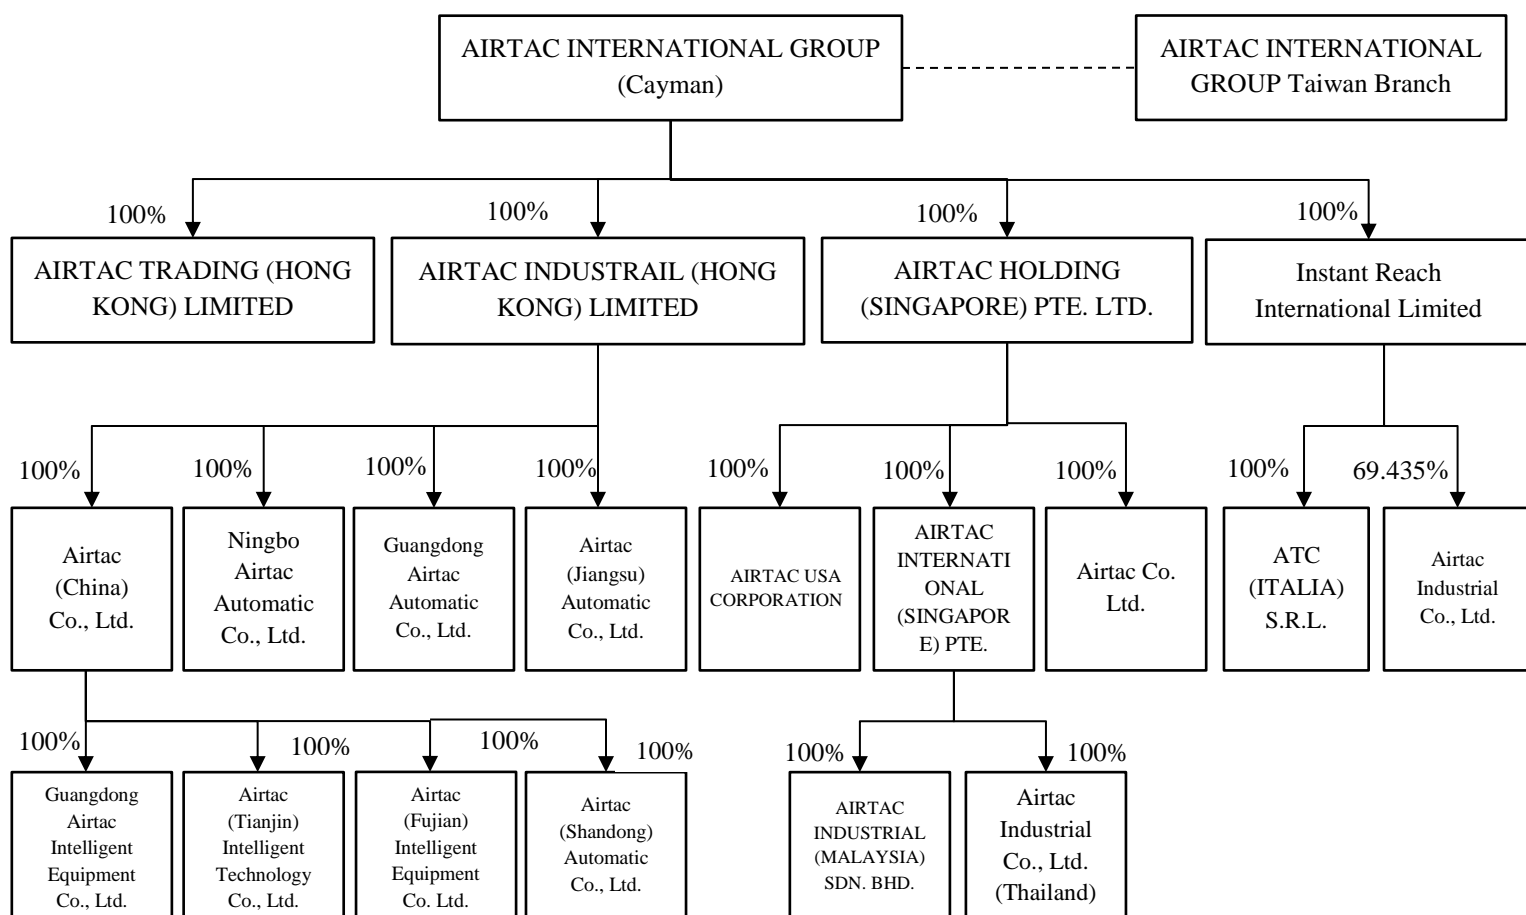 AIRTAC INTERNATIONAL GROUP
(Cayman)
AIRTAC INTERNATIONAL
GROUP Taiwan Branch
100%
100%
100%
100%
AIRTAC TRADING (HONG
KONG) LIMITED
AIRTAC INDUSTRAIL (HONG
KONG) LIMITED
AIRTAC HOLDING
(SINGAPORE) PTE. LTD.
Instant Reach
International Limited
100%
100%
100%
100%
100%
100%
100%
100%
69.435%
Airtac
(China)
Co., Ltd.
Ningbo
Airtac
Automatic
Co., Ltd.
Guangdong
Airtac
Automatic
Co., Ltd.
Airtac
(Jiangsu)
Automatic
Co., Ltd.
AIRTAC USA
CORPORATION
AIRTAC
INTERNATI
ONAL
(SINGAPOR
E) PTE.
Airtac Co.
Ltd.
ATC
(ITALIA)
S.R.L.
Airtac
Industrial
Co., Ltd.
100%
100%
100%
100%
100%
100%
Guangdong
Airtac
Intelligent
Equipment
Co., Ltd.
Airtac
(Tianjin)
Intelligent
Technology
Co., Ltd.
Airtac
(Fujian)
Intelligent
Equipment
Co. Ltd.
Airtac
(Shandong)
Automatic
Co., Ltd.
AIRTAC
INDUSTRIAL
(MALAYSIA)
SDN. BHD.
Airtac
Industrial
Co., Ltd.
(Thailand)